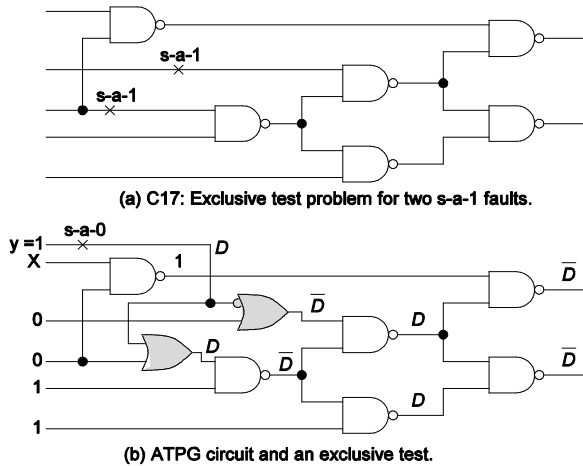 s-a-1
s-a-1
(a) C17: Exclusive test problem for two s-a-1 faults.
s-a-0
y =1
D
X
1
D̅
D̅
0
D
0
D
D̅
D̅
1
D
1
(b) ATPG circuit and an exclusive test.